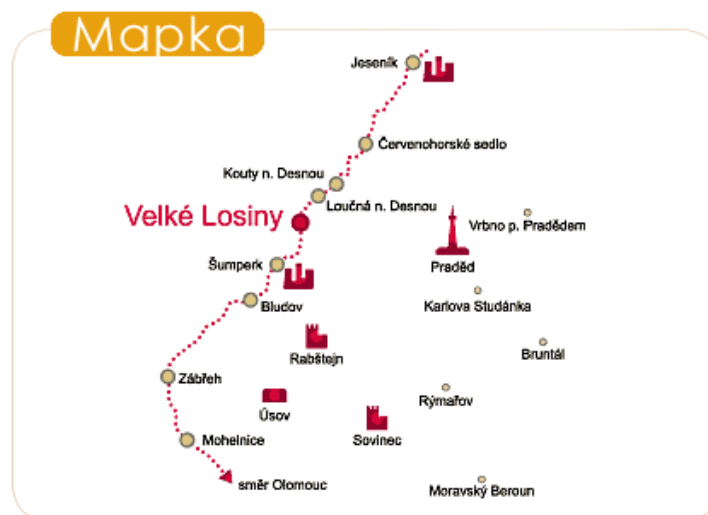 Mapka
Jeseník
Červenohorské sedlo
Kouty n. Desnou
Loučná n. Desnou
Velké Losiny
Vrbno p. Pradědem
Praděd
Šumperk
Karlova Studánka
Bludov
Bruntál
Rabštejn
Zábřeh
Rýmařov
Úsov
Sovinec
Mohelnice
směr Olomouc
Moravský Beroun